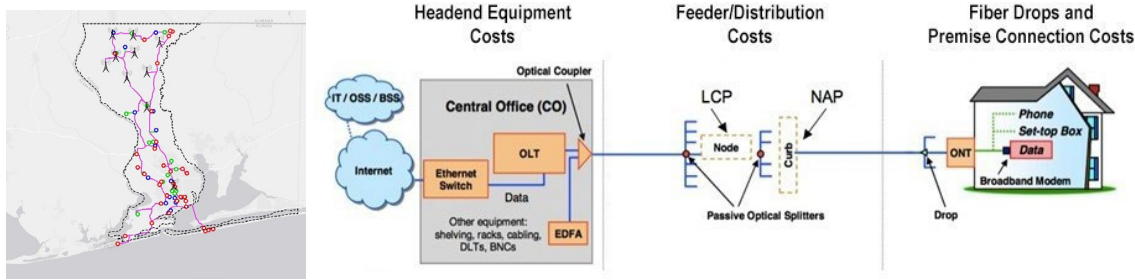 Headend Equipment
Costs
Feeder/Distribution
Costs
Fiber Drops and
Premise Connection Costs
Optical Coupler
IT / OSS / BSS
Central Office (CO)
Internet
Ethernet
Switch
OLT
Data
Other equipment:
shelving, racks, cabling,
DLTs, BNCs
EDFA
LCP
NAP
Node
Curb
Passive Optical Splitters
Phone
Set-top Box
Data
ONT
Broadband Modem
Drop